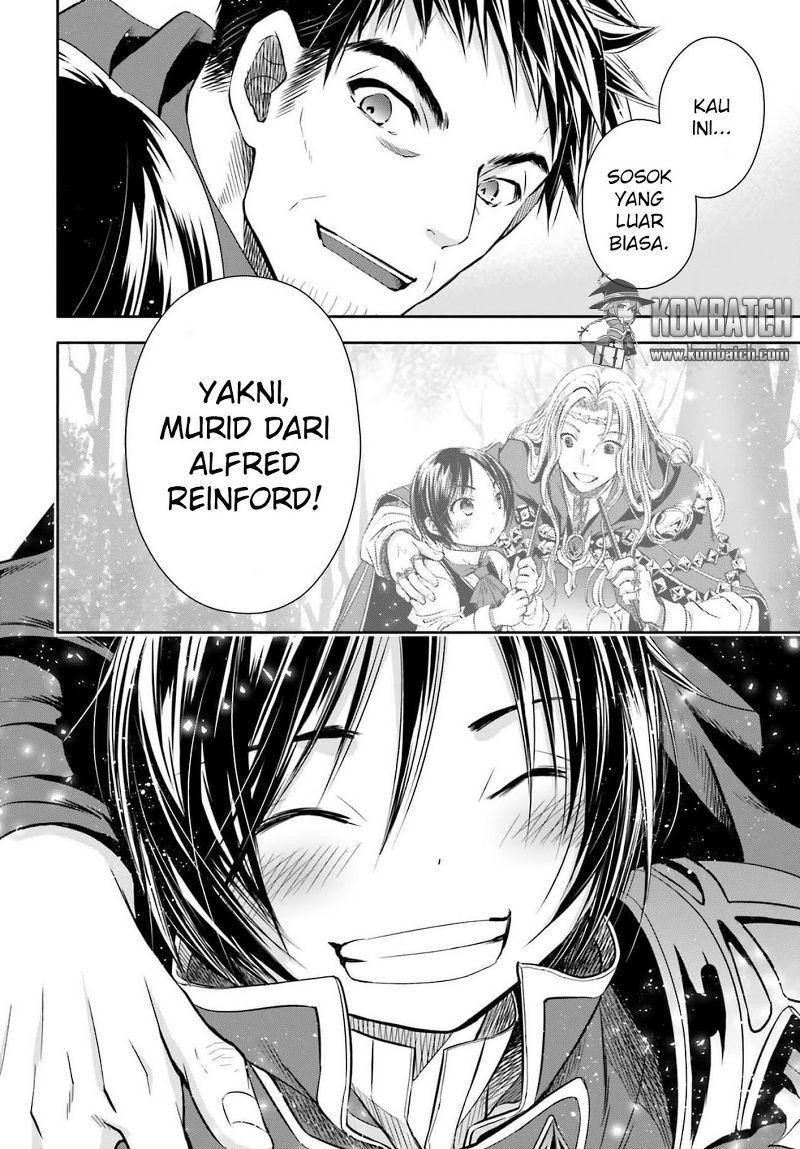 KAU
INI...
SOSOK
YANG
LUAR
BIASA.
KOMBATCH
www.kombatch.com
YAKNI,
MURID DARI
ALFRED
REINFORD!